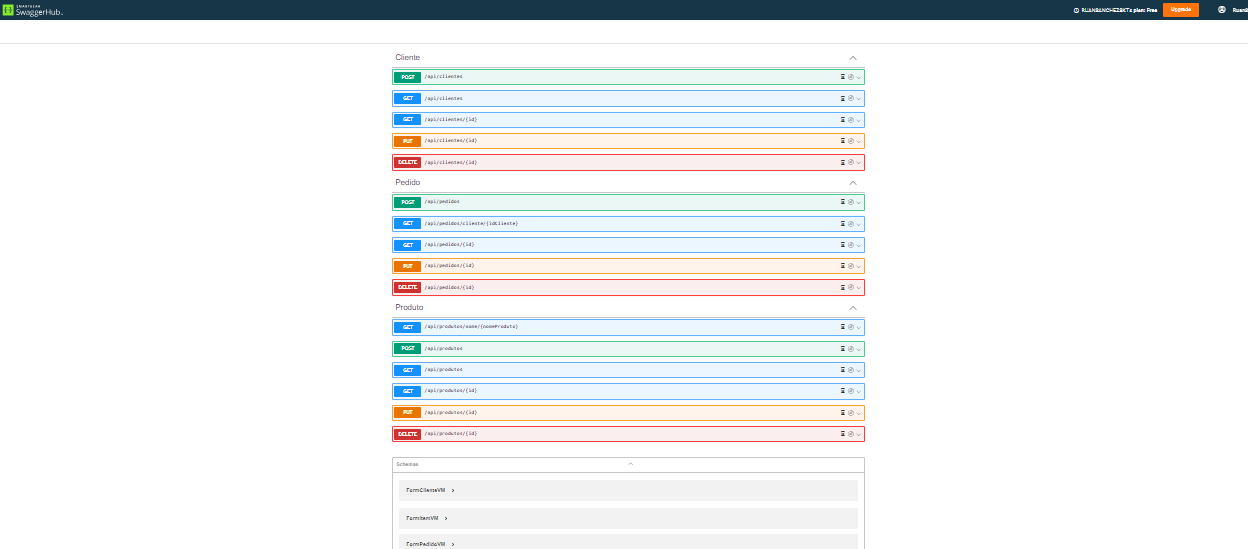 SMARTBEAR
SwaggerHub
RUANSANCHEZBKT's plan: Free
Upgrade
Cliente
POST /api/clientes
GET /api/clientes
GET /api/clientes/{id}
PUT /api/clientes/{id}
DELETE /api/clientes/{id}
Pedido
POST /api/pedidos
GET /api/pedidos/cliente/{idCliente}
GET /api/pedidos/{id}
PUT /api/pedidos/{id}
DELETE /api/pedidos/{id}
Produto
GET /api/produtos/nome/{nomeProduto}
POST /api/produtos
GET /api/produtos
GET /api/produtos/{id}
PUT /api/produtos/{id}
DELETE /api/produtos/{id}
Schemas
FormClienteVM
FormItemVM
FormPedidoVM